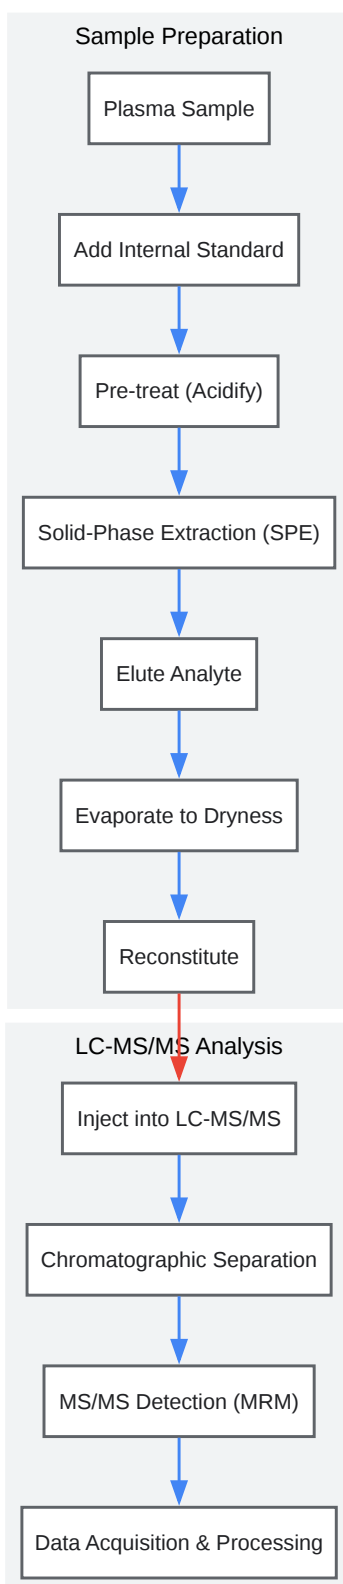 Sample Preparation
Plasma Sample
Add Internal Standard
Pre-treat (Acidify)
Solid-Phase Extraction (SPE)
Elute Analyte
Evaporate to Dryness
Reconstitute
LC-MS/MS Analysis
Inject into LC-MS/MS
Chromatographic Separation
MS/MS Detection (MRM)
Data Acquisition & Processing